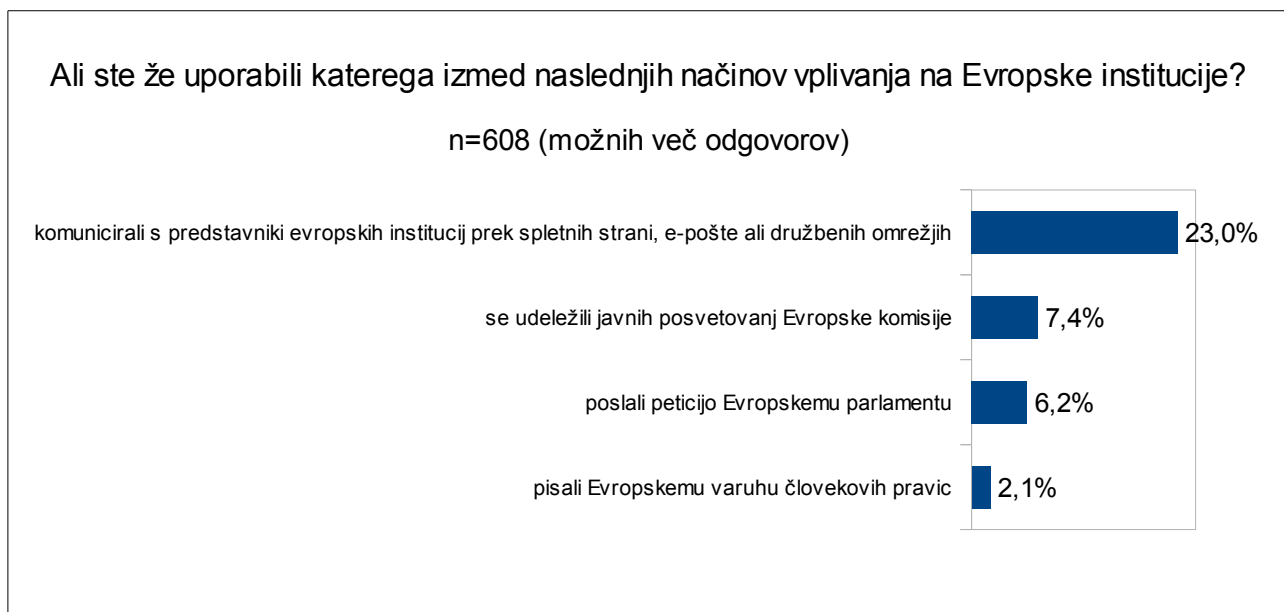 Ali ste že uporabili katerega izmed naslednjih načinov vplivanja na Evropske institucije?
n=608 (možnih več odgovorov)
komunicirali s predstavniki evropskih institucij prek spletnih strani, e-pošte ali družbenih omrežjih
23,0%
se udeležili javnih posvetovanj Evropske komisije
7,4%
poslali peticijo Evropskemu parlamentu
6,2%
pisali Evropskemu varuhu človekovih pravic
2,1%